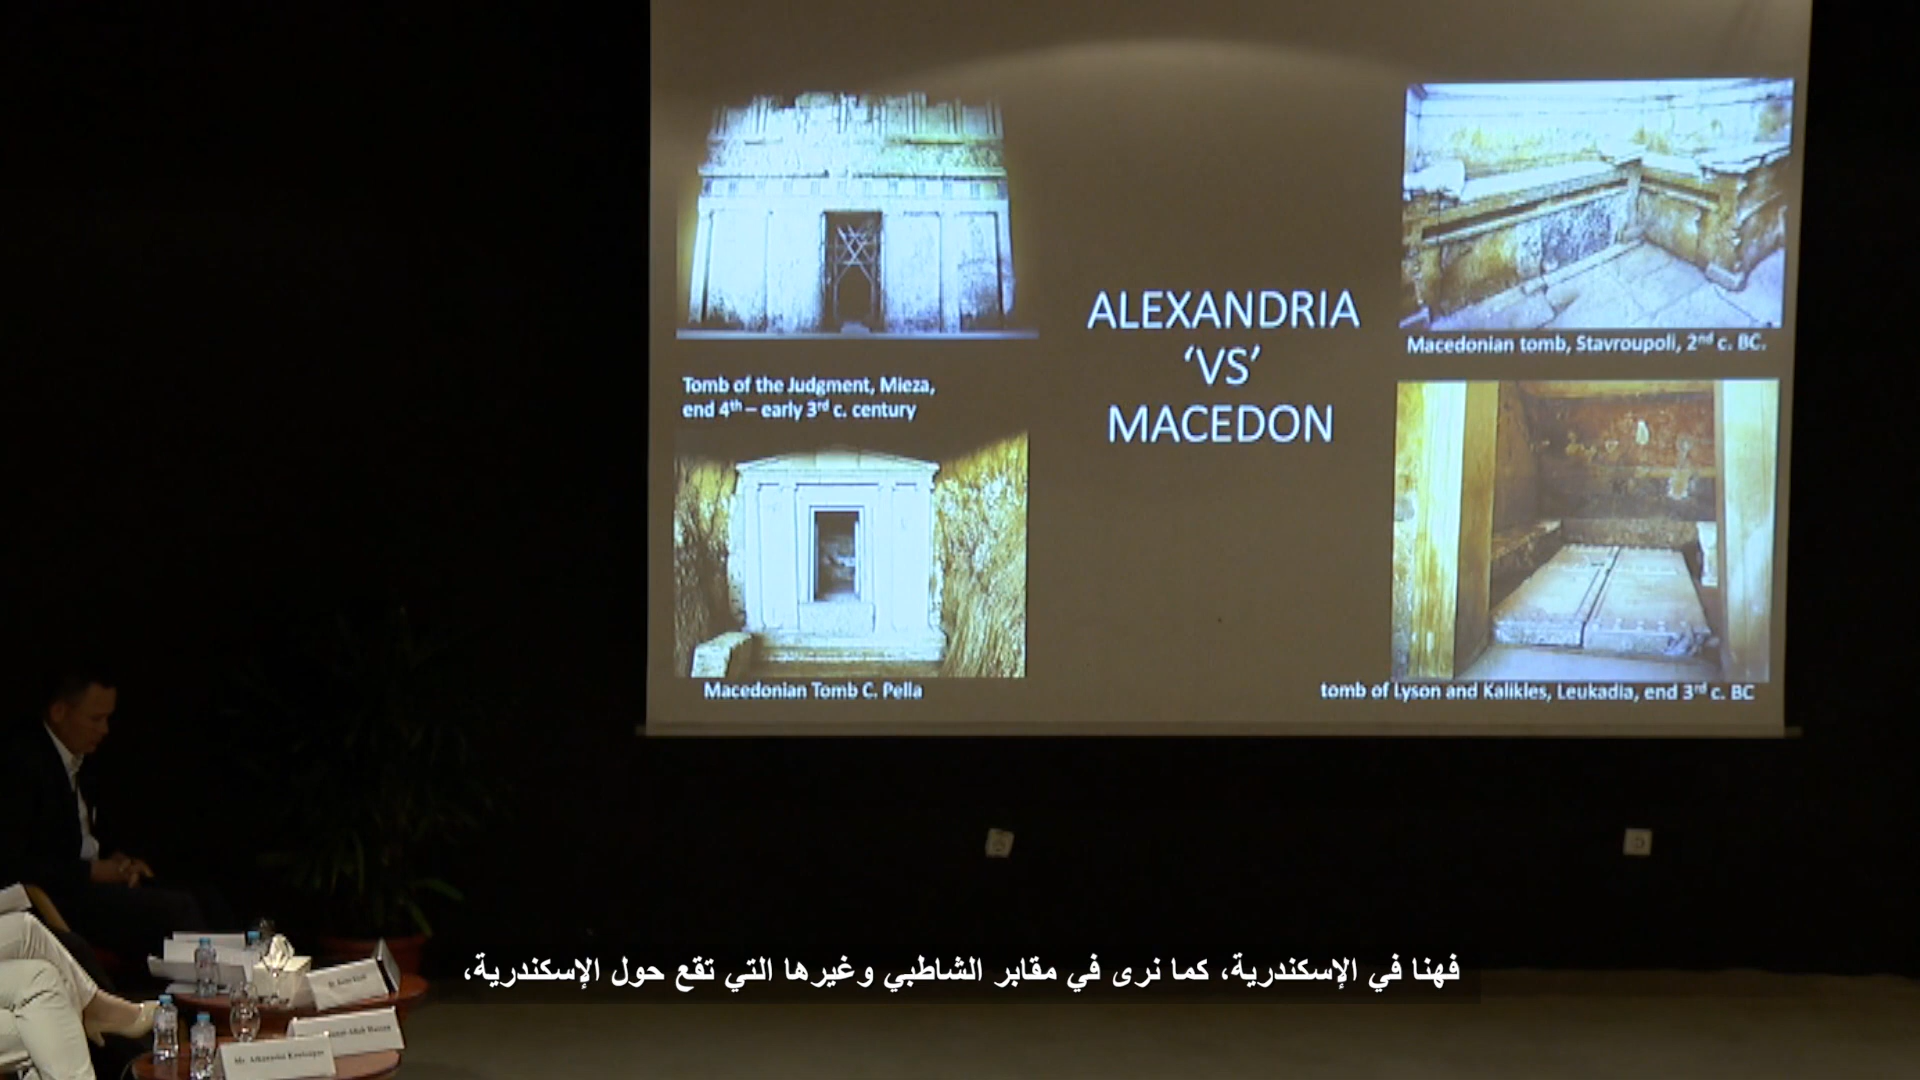 Tomb of the Judgment, Mieza,
end 4th – early 3rd c. century
Macedonian Tomb C. Pella
ALEXANDRIA
‘VS’
MACEDON
Macedonian tomb, Stavroupoli, 2nd c. BC.
tomb of Lyson and Kalikles, Leukadia, end 3rd c. BC
فهنا في الإسكندرية، كما نرى في مقابر الشاطبي وغيرها التي تقع حول الإسكندرية،